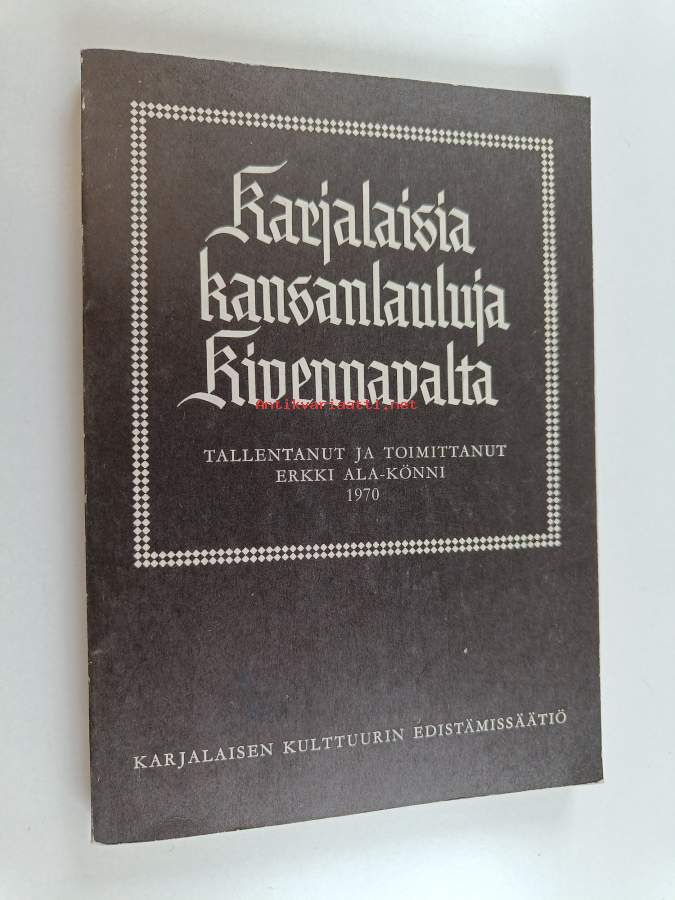 Karjalaisia
kansanlauluja
Kivennavalta
Antikvariaatti.net
TALLENTANUT JA TOIMITTANUT
ERKKI ALA-KÖNNI
1970
KARJALAISEN KULTTUURIN EDISTÄMISSÄÄTIÖ